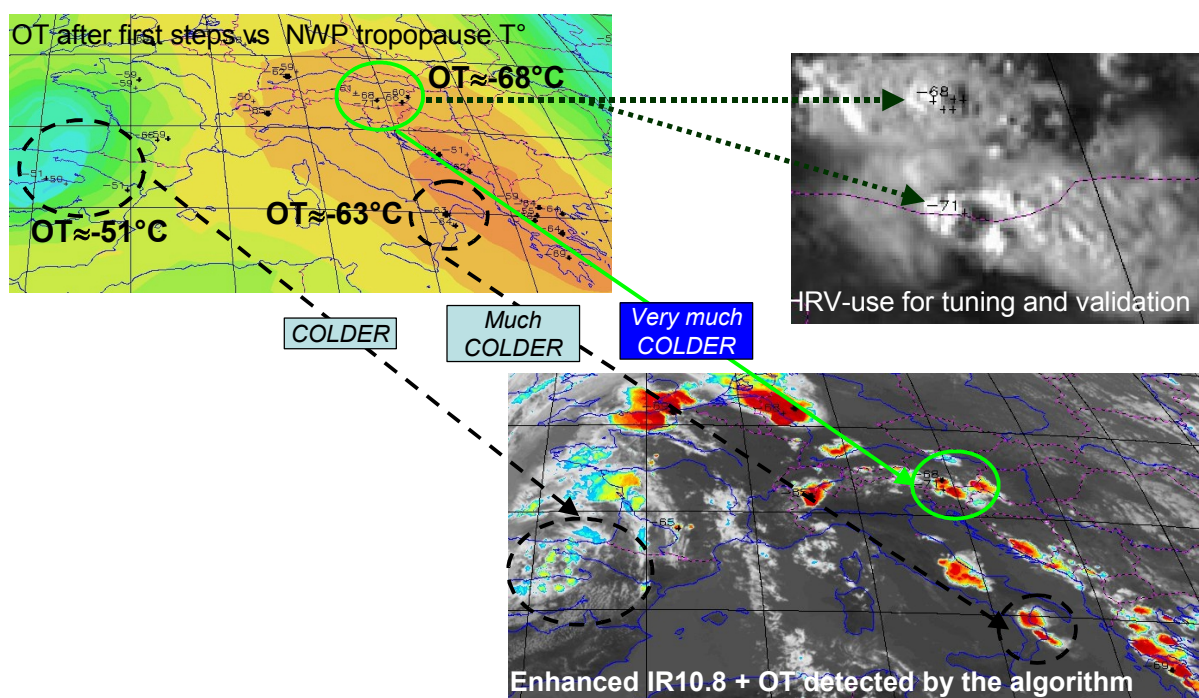 OT after first steps vs NWP tropopause T°
OT≈-68°C
OT≈-51°C
OT≈-63°C
-68
-71
HRV-use for tuning and validation
COLDER
Much
COLDER
Very much
COLDER
Enhanced IR10.8 + OT detected by the algorithm